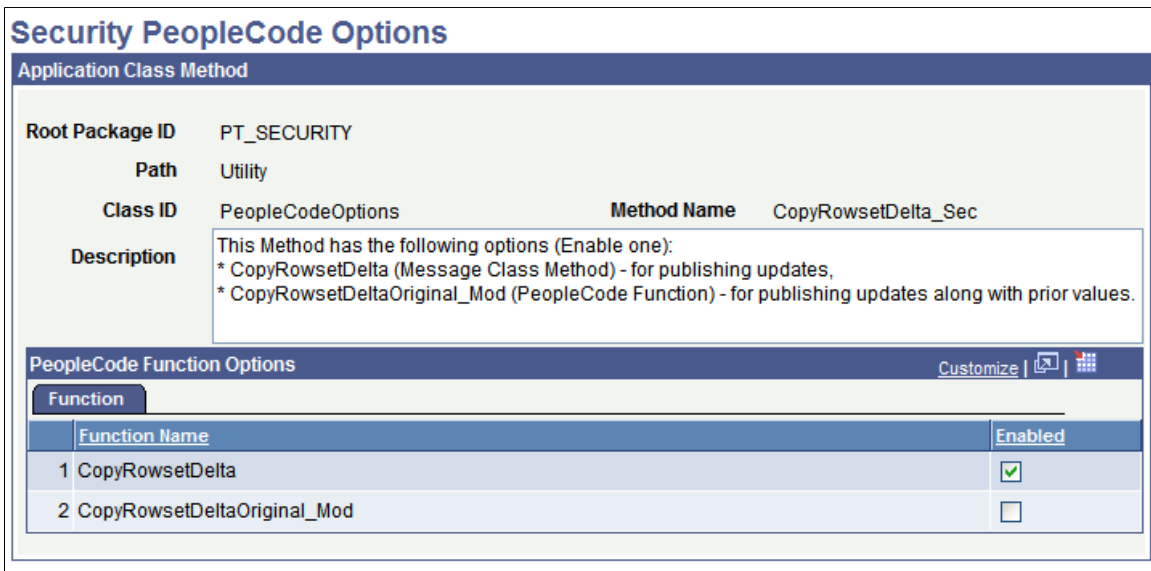 Security PeopleCode Options
Application Class Method
Root Package ID PT_SECURITY
Path Utility
Class ID PeopleCodeOptions Method Name CopyRowsetDelta_Sec
Description This Method has the following options (Enable one):
* CopyRowsetDelta (Message Class Method) - for publishing updates,
* CopyRowsetDeltaOriginal_Mod (PeopleCode Function) - for publishing updates along with prior values.
PeopleCode Function Options Customize | |
Function
Function Name Enabled
1 CopyRowsetDelta
2 CopyRowsetDeltaOriginal_Mod